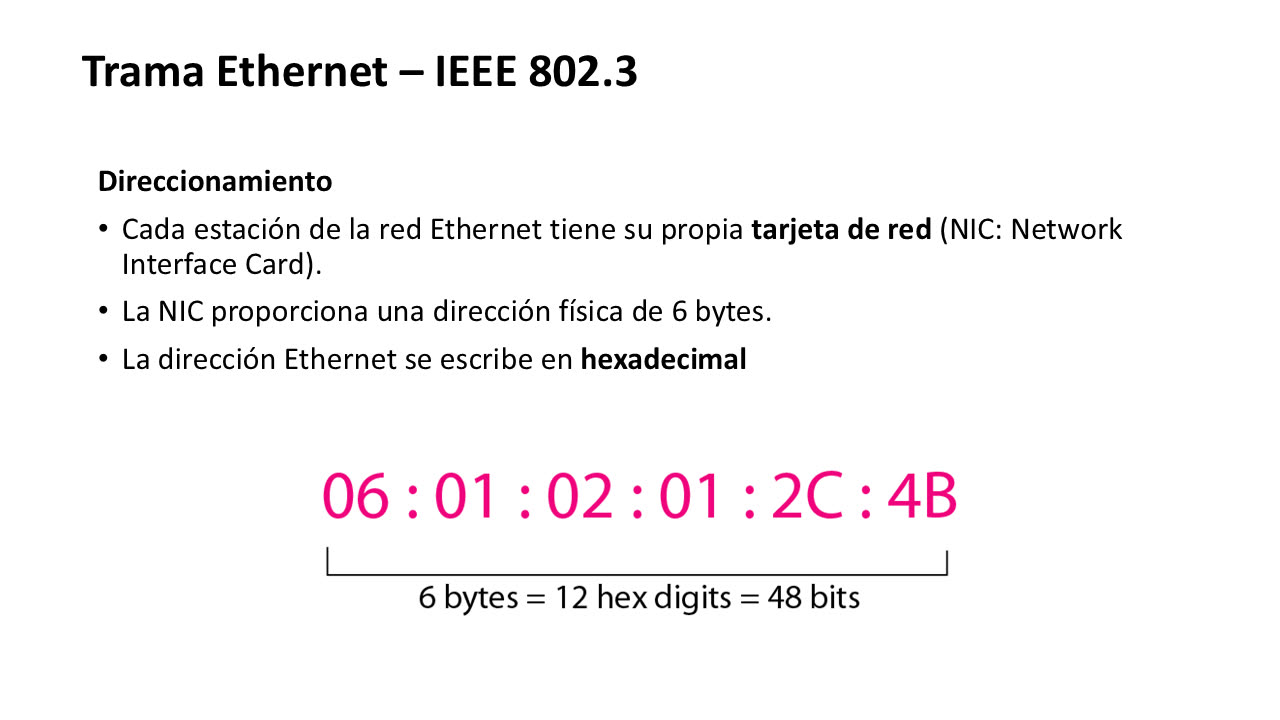 Trama Ethernet – IEEE 802.3
Direccionamiento
• Cada estación de la red Ethernet tiene su propia tarjeta de red (NIC: Network
Interface Card).
• La NIC proporciona una dirección física de 6 bytes.
• La dirección Ethernet se escribe en hexadecimal
06 : 01 : 02 : 01 : 2C : 4B
6 bytes = 12 hex digits = 48 bits